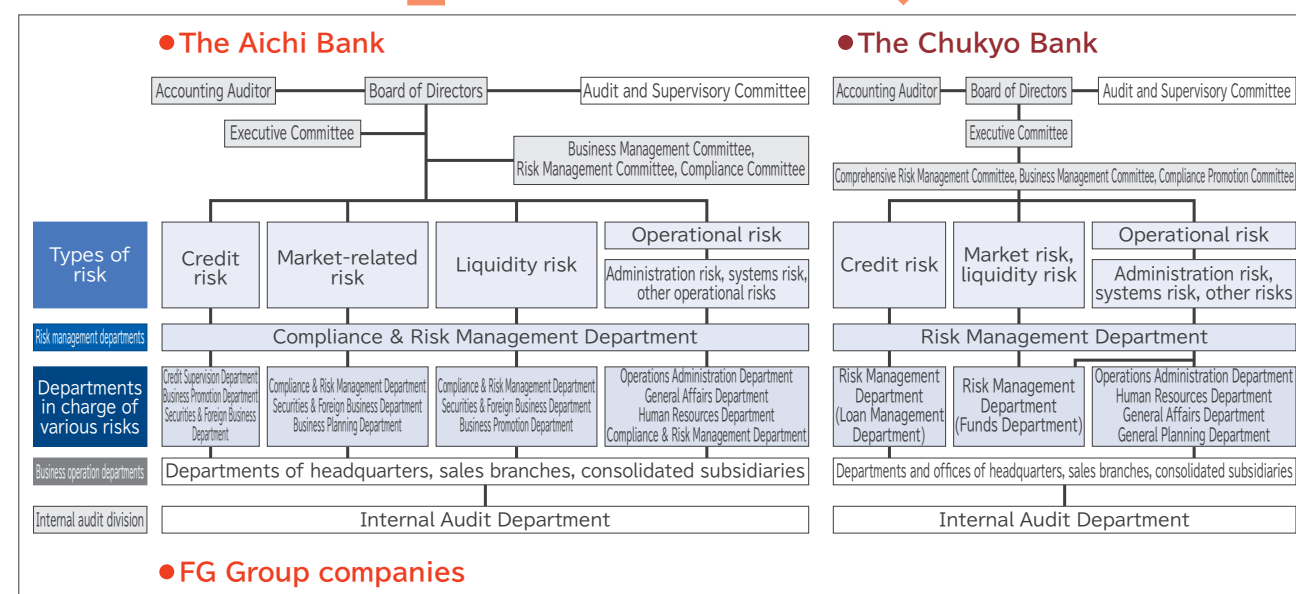 ●The Aichi Bank
Accounting Auditor
Board of Directors
Audit and Supervisory Committee
Executive Committee
Business Management Committee,
Risk Management Committee, Compliance Committee
Types of
risk
Credit
risk
Market-related
risk
Liquidity risk
Operational risk
Administration risk, systems risk,
other operational risks
Risk management departments
Compliance & Risk Management Department
Departments
in charge of
various risks
Credit Supervision Department
Business Promotion Department
Securities & Foreign Business
Department
Compliance & Risk Management Department
Securities & Foreign Business Department
Business Planning Department
Compliance & Risk Management Department
Securities & Foreign Business Department
Business Promotion Department
Operations Administration Department
General Affairs Department
Human Resources Department
Compliance & Risk Management Department
Business operation departments
Departments of headquarters, sales branches, consolidated subsidiaries
Internal audit division
Internal Audit Department
●The Chukyo Bank
Accounting Auditor
Board of Directors
Audit and Supervisory Committee
Executive Committee
Comprehensive Risk Management Committee, Business Management Committee, Compliance Promotion Committee
Credit risk
Market risk,
liquidity risk
Operational risk
Administration risk,
systems risk, other risks
Risk Management Department
Risk Management
Department
(Loan Management
Department)
Risk Management
Department
(Funds Department)
Operations Administration Department
Human Resources Department
General Affairs Department
General Planning Department
Departments and offices of headquarters, sales branches, consolidated subsidiaries
Internal Audit Department
●FG Group companies